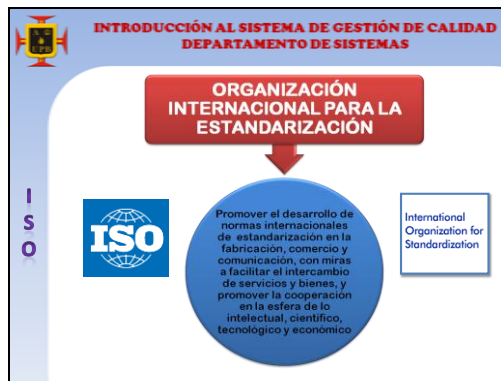 INTRODUCCIÓN AL SISTEMA DE GESTIÓN DE CALIDAD
DEPARTAMENTO DE SISTEMAS
UPB
ORGANIZACIÓN
INTERNACIONAL PARA LA
ESTANDARIZACIÓN
I
S
O
ISO
Promover el desarrollo de
normas internacionales
de estandarización en la
fabricación, comercio y
comunicación, con miras
a facilitar el intercambio
de servicios y bienes, y
promover la cooperación
en la esfera de lo
intelectual, científico,
tecnológico y económico
International
Organization for
Standardization